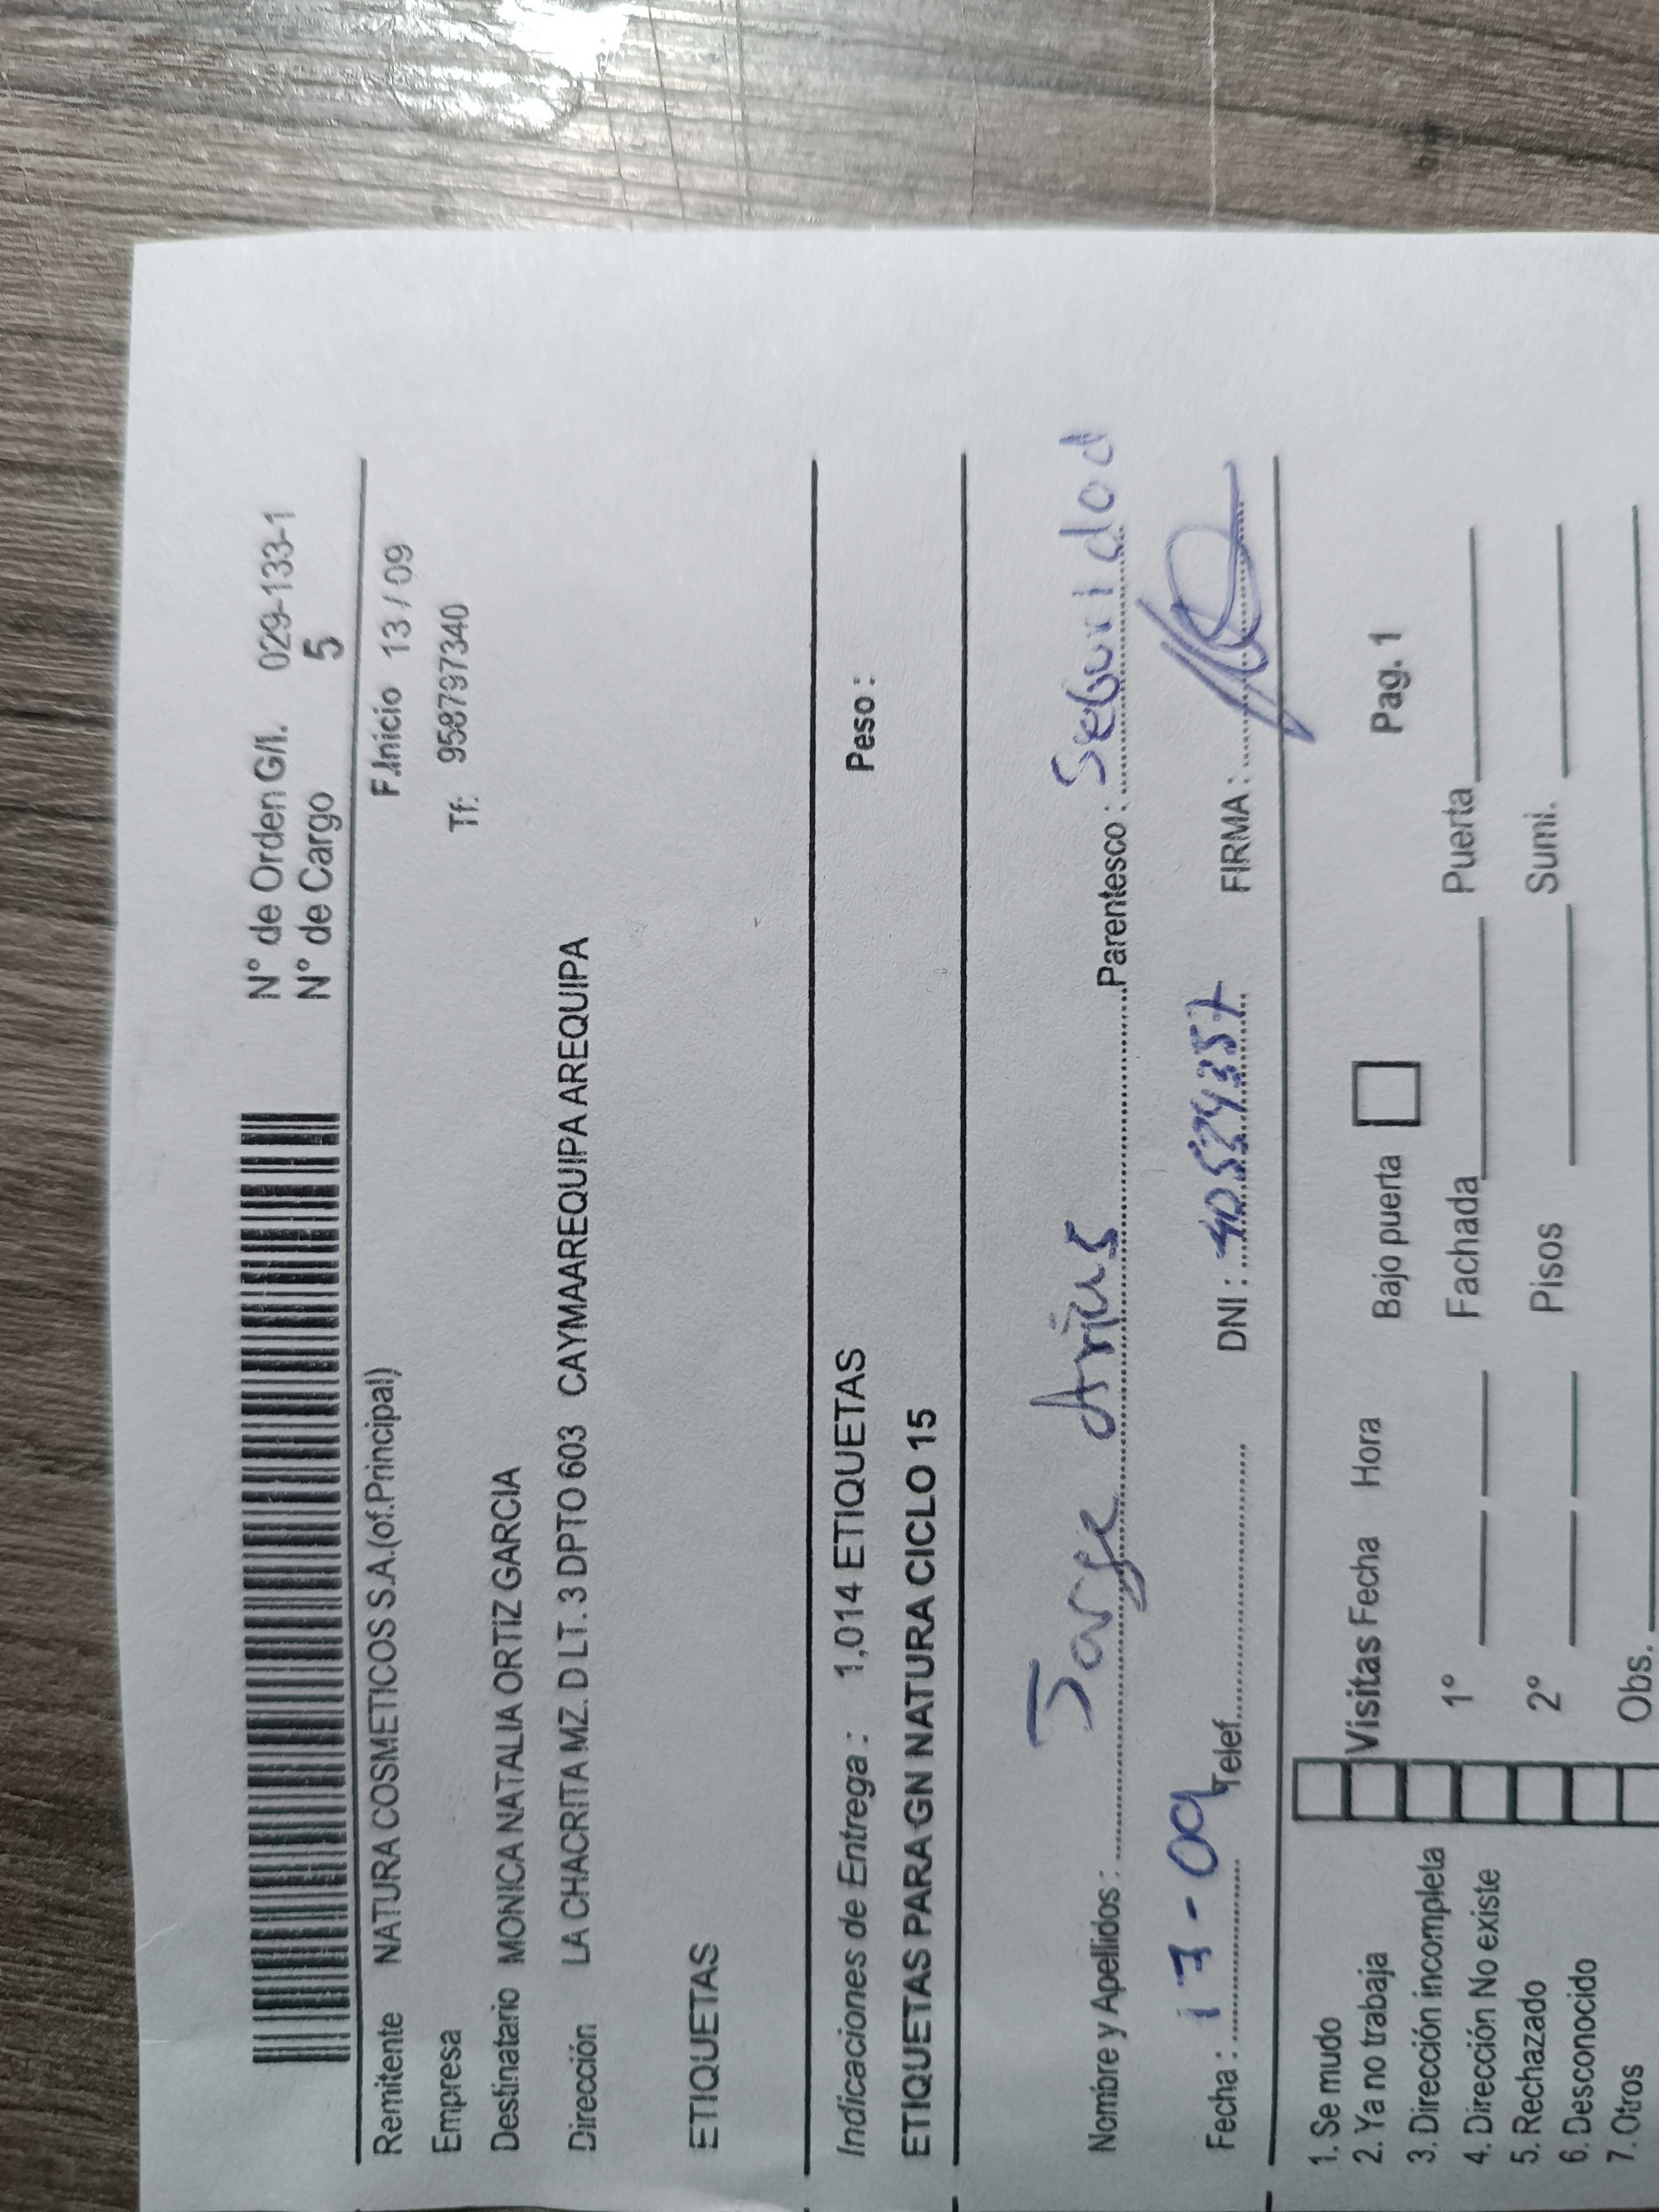 N° de Orden G/I. 029-133-1
N° de Cargo 5
Remitente NATURA COSMETICOS S.A.(of.Principal) F.Inicio 13 / 09
Empresa Tf: 958797340
Destinatario MONICA NATALIA ORTIZ GARCIA
Dirección LA CHACRITA MZ. D LT. 3 DPTO 603 CAYMAAREQUIPA AREQUIPA
ETIQUETAS
Indicaciones de Entrega : 1,014 ETIQUETAS Peso :
ETIQUETAS PARA GN NATURA CICLO 15
Nombre y Apellidos : Jorge Arias Parentesco : Seguridad
Fecha : 17-09 Telef. DNI : 40529357 FIRMA :
1. Se mudo
2. Ya no trabaja Visitas Fecha Hora Bajo puerta Pag. 1
3. Dirección incompleta
4. Dirección No existe 1° Fachada Puerta
5. Rechazado
6. Desconocido 2° Pisos Sumi.
7. Otros Obs.